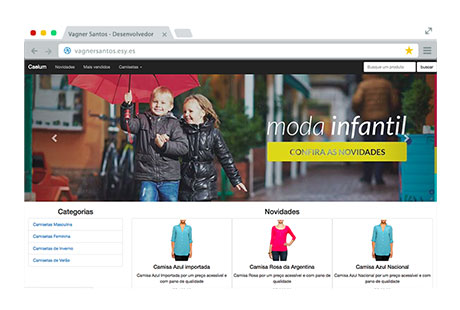 Vagner Santos - Desenvolvedor
vagnersantos.esy.es
Caelum Novidades Mais vendidos Camisetas Busque um produto buscar
moda infantil
CONFIRA AS NOVIDADES
Categorias
Camisetas Masculina
Camisetas Feminina
Camisetas de Inverno
Camisetas de Verão
Novidades
Camisa Azul importada
Camisa Azul Importada por um preço acessível e com pano de qualidade
Camisa Rosa da Argentina
Camisa Rosa por um preço acessível e com pano de qualidade
Camisa Azul Nacional
Camisa Azul Nacional por um preço acessível e com pano de qualidade